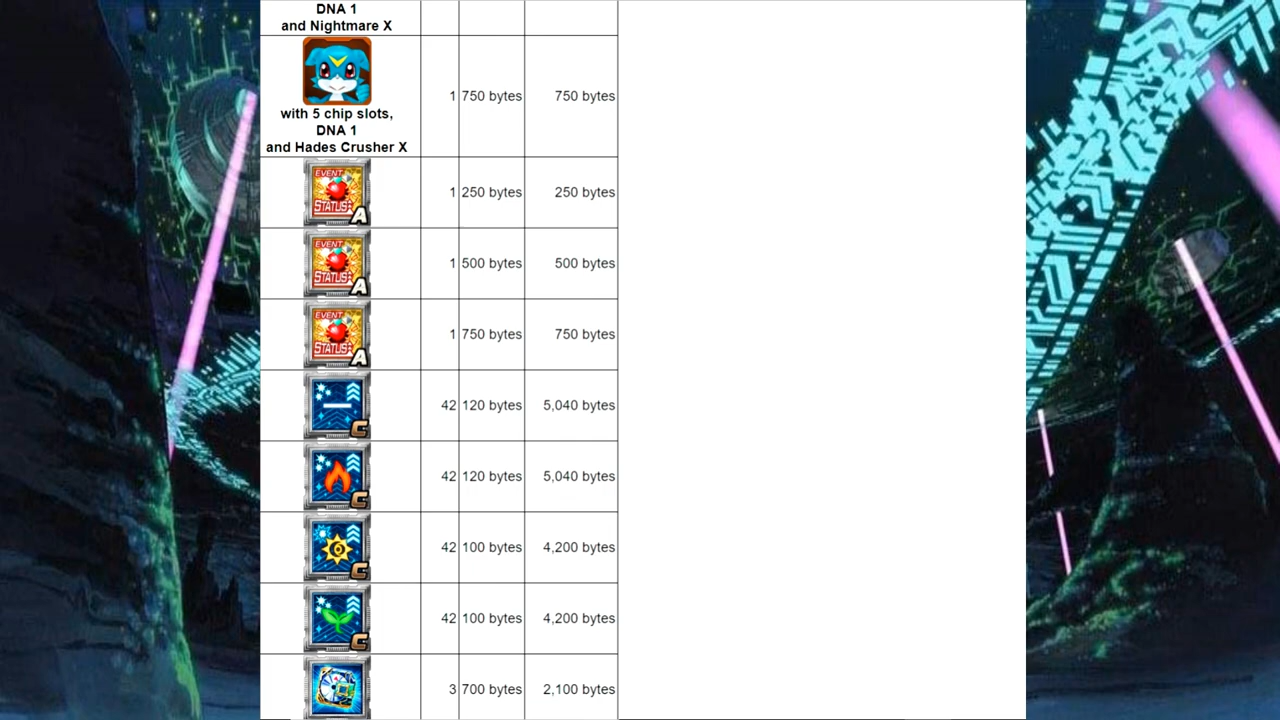 DNA 1
and Nightmare X
with 5 chip slots,
DNA 1
and Hades Crusher X
1 750 bytes 750 bytes
EVENT
STATUS
A
1 250 bytes 250 bytes
EVENT
STATUS
A
1 500 bytes 500 bytes
EVENT
STATUS
A
1 750 bytes 750 bytes
C
42 120 bytes 5,040 bytes
C
42 120 bytes 5,040 bytes
C
42 100 bytes 4,200 bytes
C
42 100 bytes 4,200 bytes
3 700 bytes 2,100 bytes